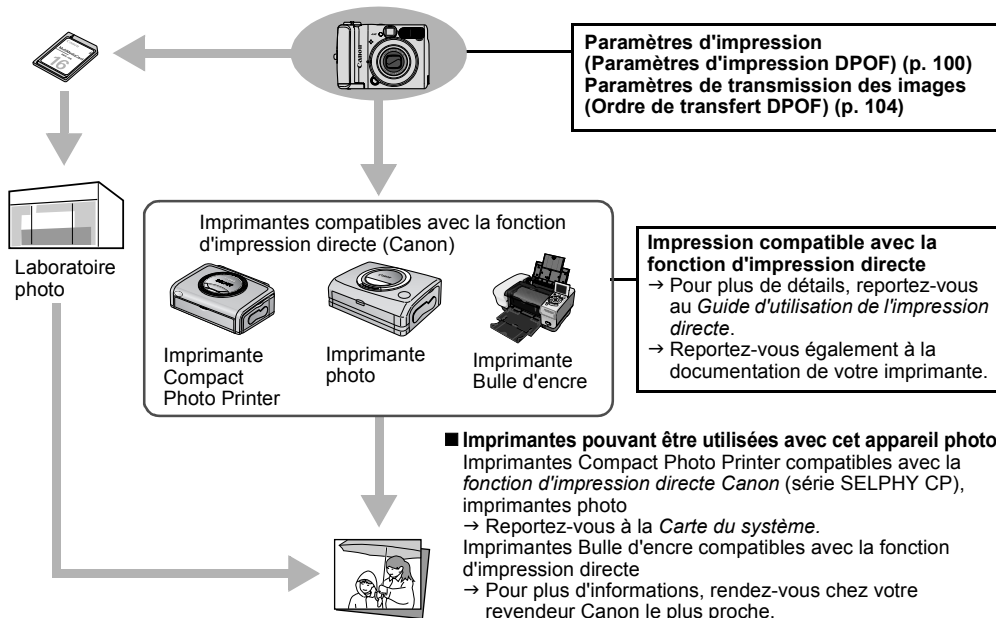 Paramètres d'impression
(Paramètres d'impression DPOF) (p. 100)
Paramètres de transmission des images
(Ordre de transfert DPOF) (p. 104)
16
Canon
Laboratoire
photo
Imprimantes compatibles avec la fonction
d'impression directe (Canon)
Imprimante
Compact
Photo Printer
Imprimante
photo
Imprimante
Bulle d'encre
Impression compatible avec la
fonction d'impression directe
→ Pour plus de détails, reportez-vous
au Guide d'utilisation de l'impression
directe.
→ Reportez-vous également à la
documentation de votre imprimante.
■ Imprimantes pouvant être utilisées avec cet appareil photo
Imprimantes Compact Photo Printer compatibles avec la
fonction d'impression directe Canon (série SELPHY CP),
imprimantes photo
→ Reportez-vous à la Carte du système.
Imprimantes Bulle d'encre compatibles avec la fonction
d'impression directe
→ Pour plus d'informations, rendez-vous chez votre
revendeur Canon le plus proche.